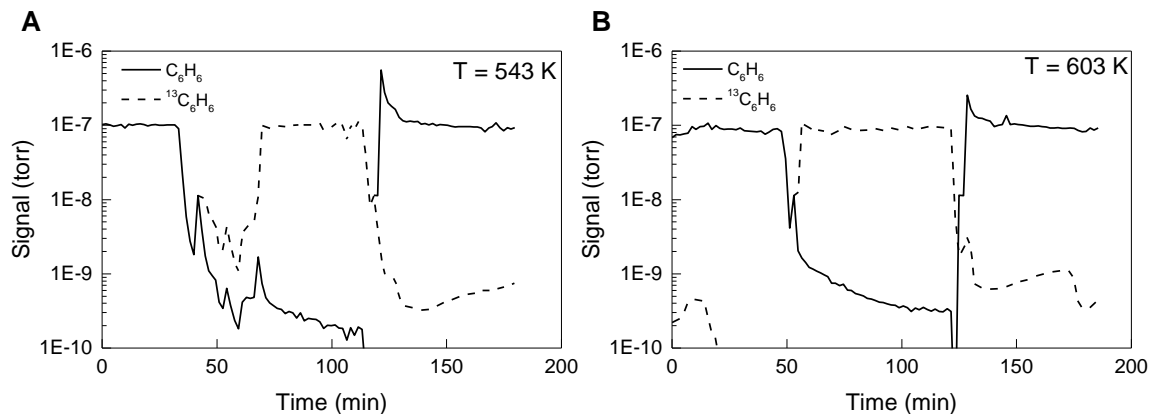 A
T = 543 K
C₆H₆
¹³C₆H₆
1E-6
1E-7
1E-8
1E-9
1E-10
Signal (torr)
0 50 100 150 200
Time (min)
B
T = 603 K
C₆H₆
¹³C₆H₆
1E-6
1E-7
1E-8
1E-9
1E-10
Signal (torr)
0 50 100 150 200
Time (min)